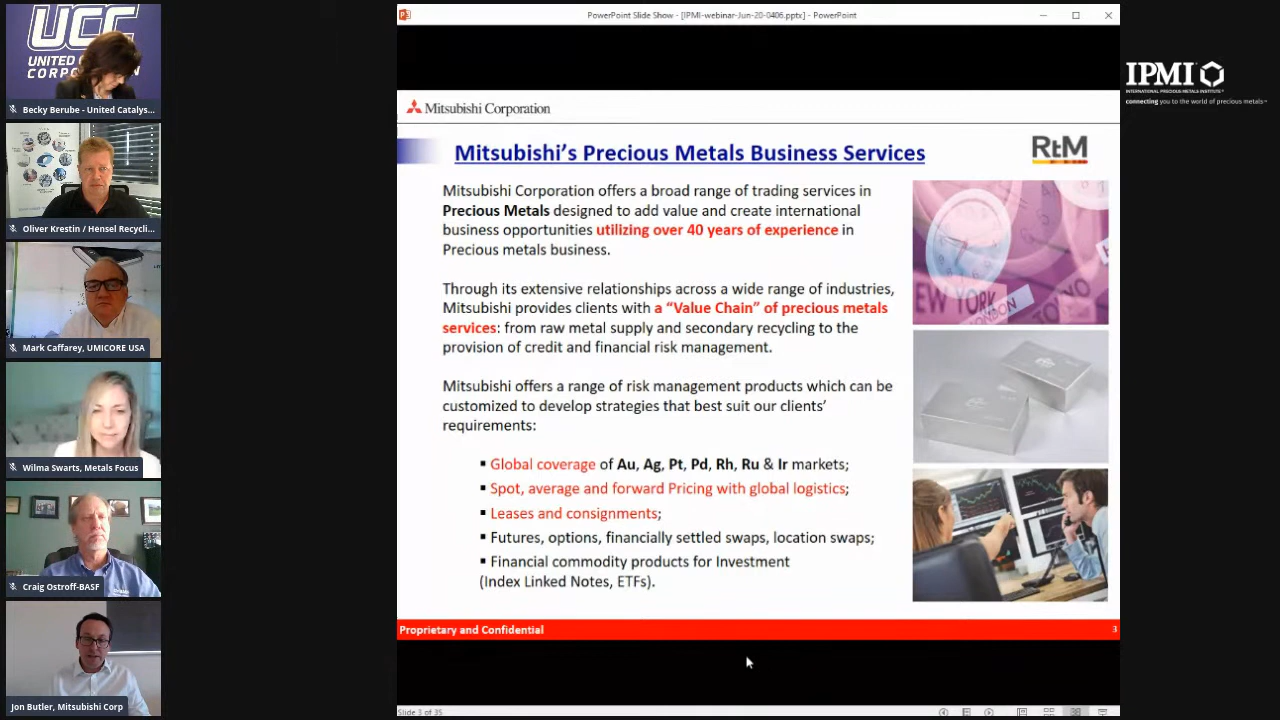 UCC
UNITED
CORP
Becky Berube - United Catalys...
Oliver Krestin / Hensel Recycli...
Mark Caffarey, UMICORE USA
Wilma Swarts, Metals Focus
Craig Ostroff-BASF
Jon Butler, Mitsubishi Corp
PowerPoint Slide Show - [IPMI-webinar-Jun-20-0406.pptx] - PowerPoint
Mitsubishi Corporation
Mitsubishi's Precious Metals Business Services
RtM
Mitsubishi Corporation offers a broad range of trading services in
Precious Metals designed to add value and create international
business opportunities utilizing over 40 years of experience in
Precious metals business.
Through its extensive relationships across a wide range of industries,
Mitsubishi provides clients with a “Value Chain” of precious metals
services: from raw metal supply and secondary recycling to the
provision of credit and financial risk management.
Mitsubishi offers a range of risk management products which can be
customized to develop strategies that best suit our clients’
requirements:
▪ Global coverage of Au, Ag, Pt, Pd, Rh, Ru & Ir markets;
▪ Spot, average and forward Pricing with global logistics;
▪ Leases and consignments;
▪ Futures, options, financially settled swaps, location swaps;
▪ Financial commodity products for Investment
(Index Linked Notes, ETFs).
NEW YORK
LONDON
TOKYO
Proprietary and Confidential
3
Slide 3 of 35
IPMI
INTERNATIONAL PRECIOUS METALS INSTITUTE
connecting you to the world of precious metals